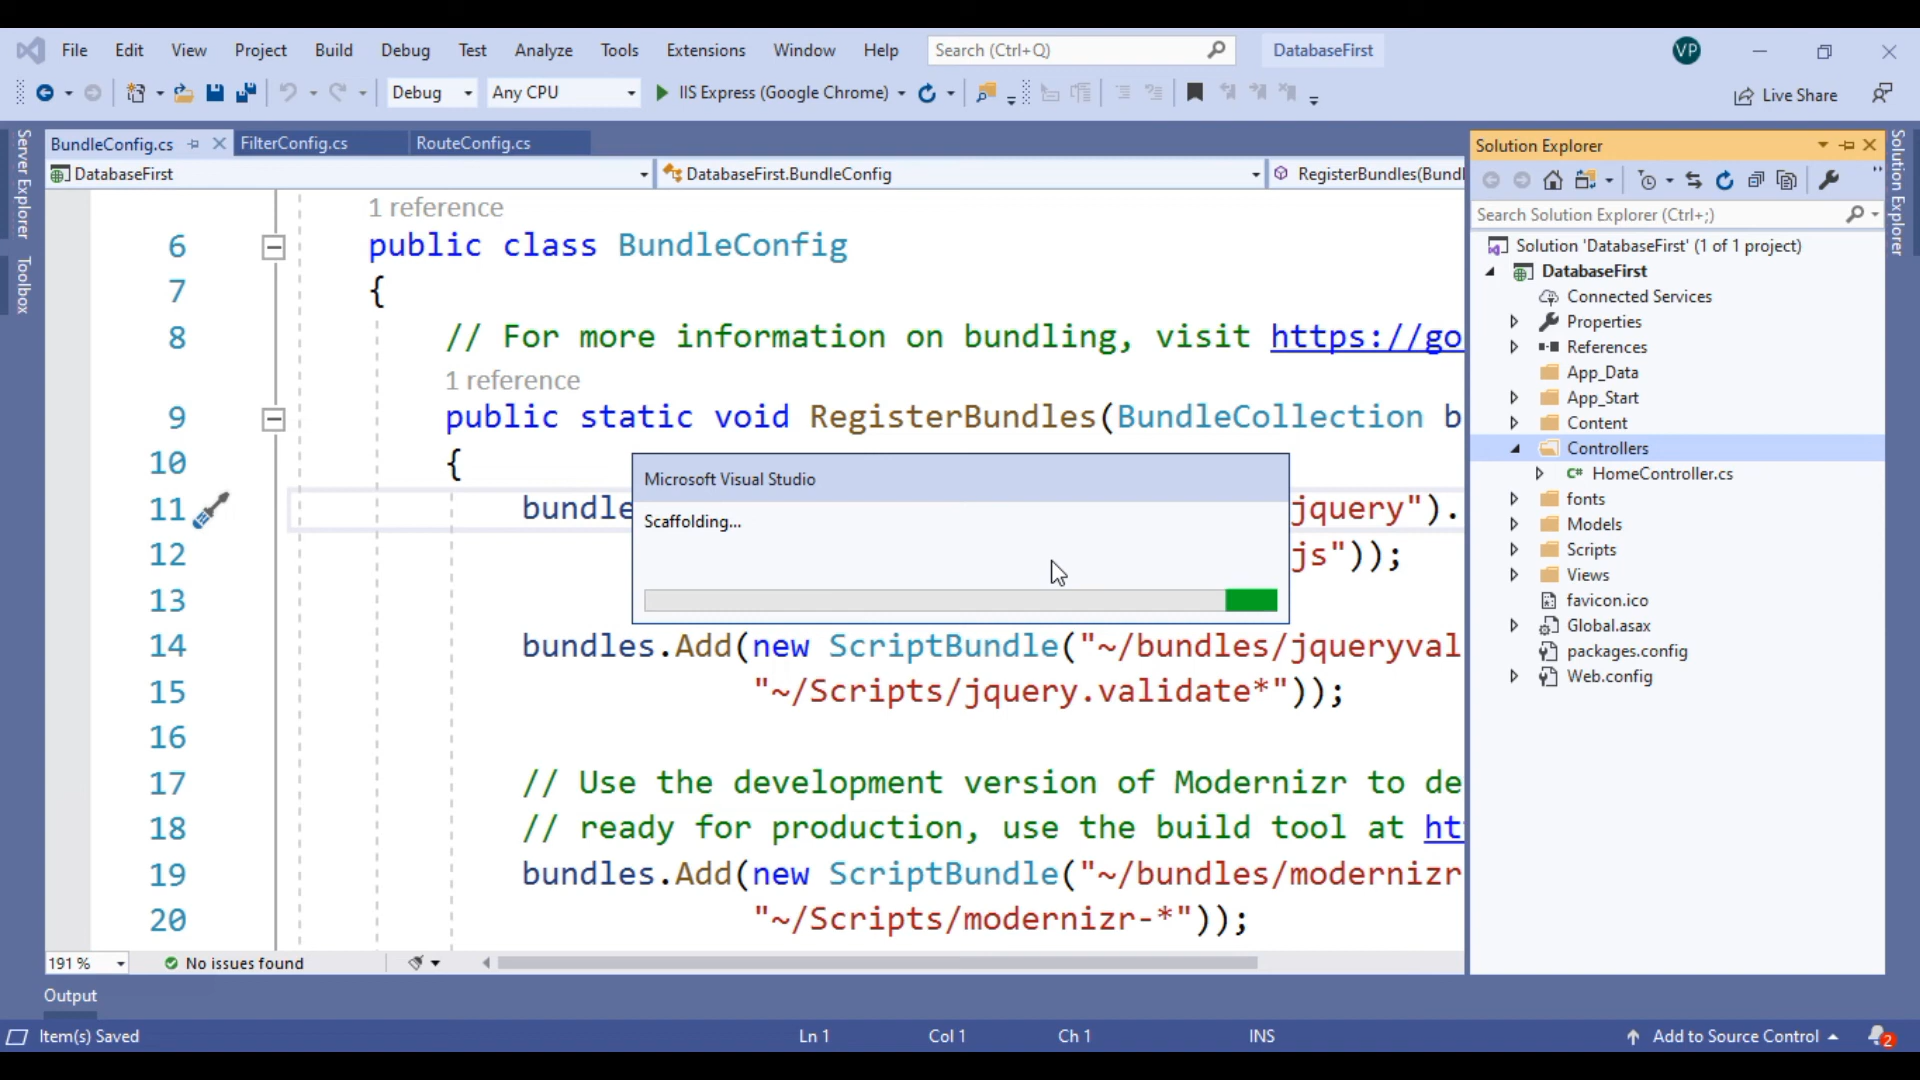 File Edit View Project Build Debug Test Analyze Tools Extensions Window Help Search (Ctrl+Q) DatabaseFirst VP
Debug Any CPU IIS Express (Google Chrome) Live Share
Server Explorer
Toolbox
BundleConfig.cs FilterConfig.cs RouteConfig.cs
DatabaseFirst DatabaseFirst.BundleConfig RegisterBundles(Bundl
1 reference
6 public class BundleConfig
7 {
8 // For more information on bundling, visit https://go
1 reference
9 public static void RegisterBundles(BundleCollection b
10 {
11 bundle jquery").
12 js"));
13
14 bundles.Add(new ScriptBundle("~/bundles/jqueryval
15 "~/Scripts/jquery.validate*"));
16
17 // Use the development version of Modernizr to de
18 // ready for production, use the build tool at ht
19 bundles.Add(new ScriptBundle("~/bundles/modernizr
20 "~/Scripts/modernizr-*"));
Microsoft Visual Studio
Scaffolding...
191 % No issues found
Solution Explorer
Search Solution Explorer (Ctrl+;)
Solution 'DatabaseFirst' (1 of 1 project)
DatabaseFirst
Connected Services
Properties
References
App_Data
App_Start
Content
Controllers
C# HomeController.cs
fonts
Models
Scripts
Views
favicon.ico
Global.asax
packages.config
Web.config
Solution Explorer
Output
Item(s) Saved Ln 1 Col 1 Ch 1 INS Add to Source Control 2